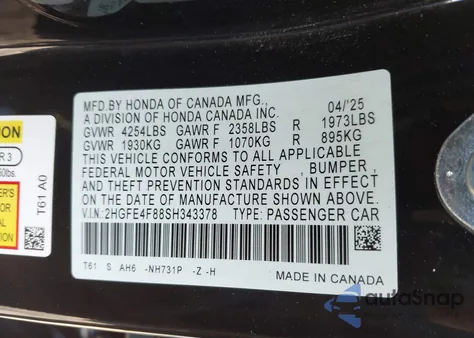 MFD.BY HONDA OF CANADA MFG., 04/'25
A DIVISION OF HONDA CANADA INC.
GVWR 4254LBS GAWR F 2358LBS R 1973LBS
GVWR 1930KG GAWR F 1070KG R 895KG
THIS VEHICLE CONFORMS TO ALL APPLICABLE
FEDERAL MOTOR VEHICLE SAFETY , BUMPER ,
AND THEFT PREVENTION STANDARDS IN EFFECT
ON THE DATE OF MANUFACTURE SHOWN ABOVE.
V.I.N: 2HGFE4F88SH343378 TYPE: PASSENGER CAR
T61 S AH6 -NH731P -Z -H
MADE IN CANADA
T61 A0
R 3
autoSnap